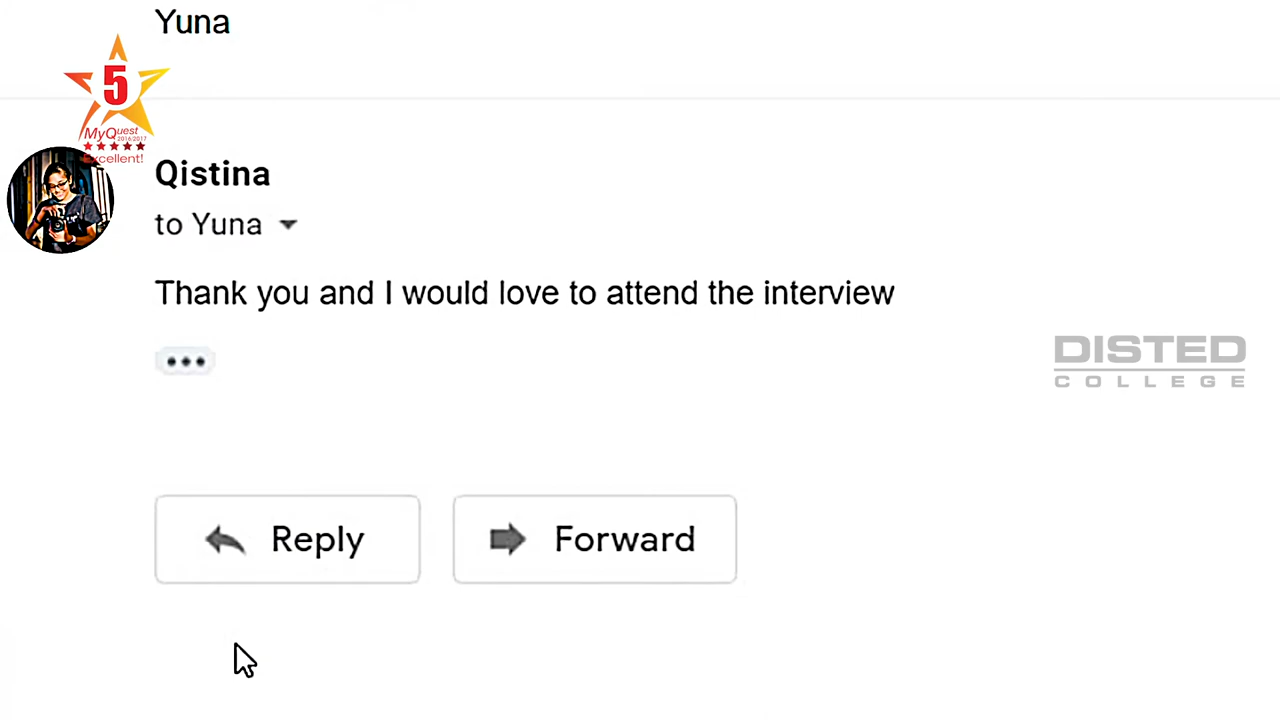 Yuna
5
MyQuest
2016/2017
Excellent!
Qistina
to Yuna
Thank you and I would love to attend the interview
DISTED
COLLEGE
Reply
Forward